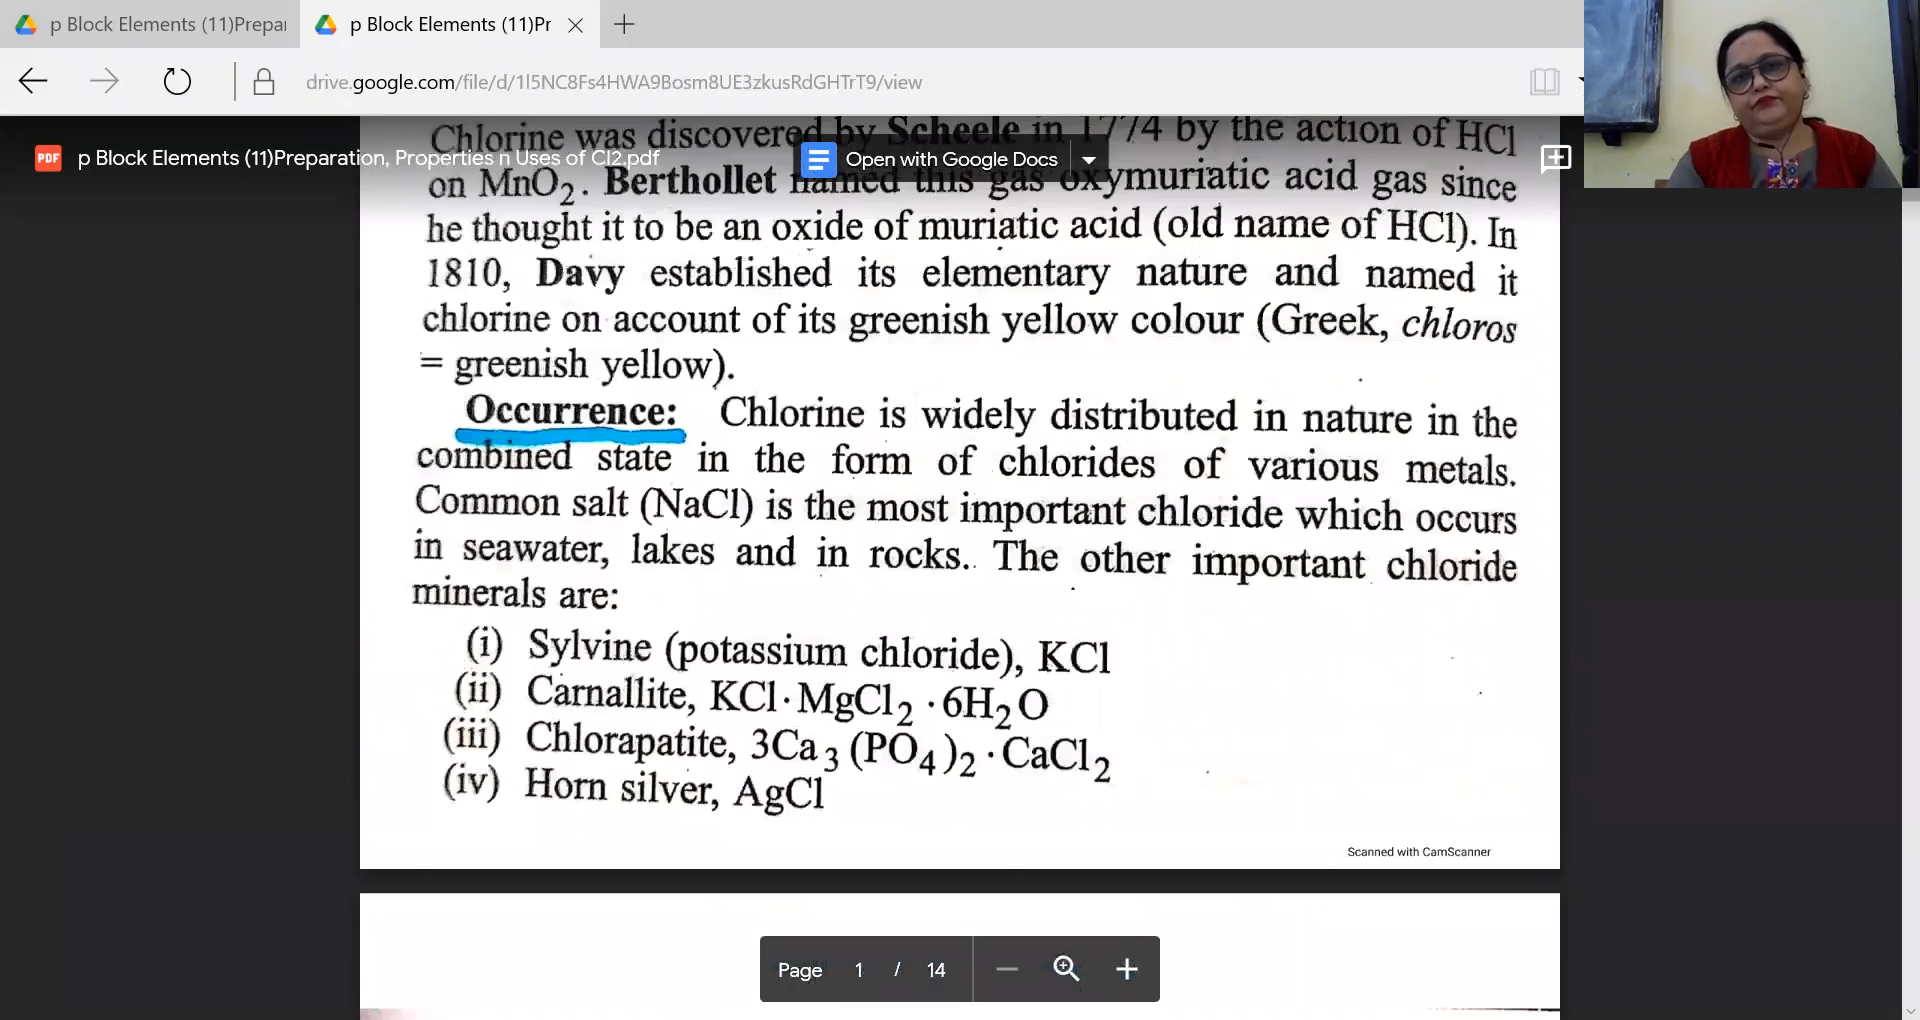 p Block Elements (11)Prepar
p Block Elements (11)Pr
drive.google.com/file/d/1l5NC8Fs4HWA9Bosm8UE3zkusRdGHTrT9/view
Chlorine was discovered by Scheele in 1774 by the action of HCl
PDF p Block Elements (11)Preparation, Properties n Uses of Cl2.pdf
Open with Google Docs
on MnO₂. Berthollet named this gas oxymuriatic acid gas since
he thought it to be an oxide of muriatic acid (old name of HCl). In
1810, Davy established its elementary nature and named it
chlorine on account of its greenish yellow colour (Greek, chloros
= greenish yellow).
Occurrence: Chlorine is widely distributed in nature in the
combined state in the form of chlorides of various metals.
Common salt (NaCl) is the most important chloride which occurs
in seawater, lakes and in rocks. The other important chloride
minerals are:
(i) Sylvine (potassium chloride), KCl
(ii) Carnallite, KCl·MgCl₂·6H₂O
(iii) Chlorapatite, 3Ca₃(PO₄)₂·CaCl₂
(iv) Horn silver, AgCl
Scanned with CamScanner
Page 1 / 14